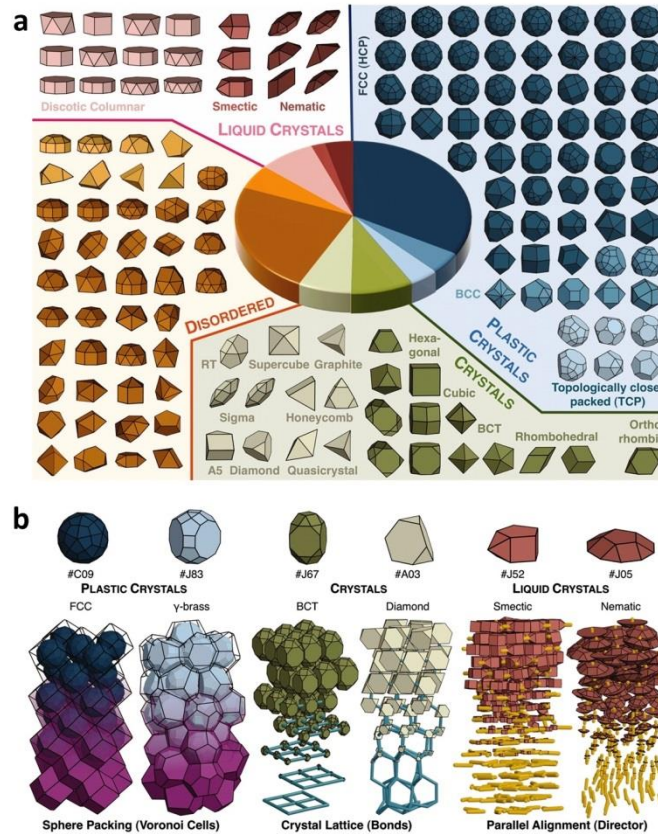 a
FCC (HCP)
Discotic Columnar
Smectic
Nematic
LIQUID CRYSTALS
DISORDERED
BCC
PLASTIC
CRYSTALS
Topologically close
packed (TCP)
CRYSTALS
RT
Supercube
Graphite
Hexa-
gonal
Sigma
Honeycomb
Cubic
BCT
Rhombohedral
Ortho
rhombi
A5
Diamond
Quasicrystal
b
#C09
#J83
#J67
#A03
#J52
#J05
PLASTIC CRYSTALS
CRYSTALS
LIQUID CRYSTALS
FCC
γ-brass
BCT
Diamond
Smectic
Nematic
Sphere Packing (Voronoi Cells)
Crystal Lattice (Bonds)
Parallel Alignment (Director)